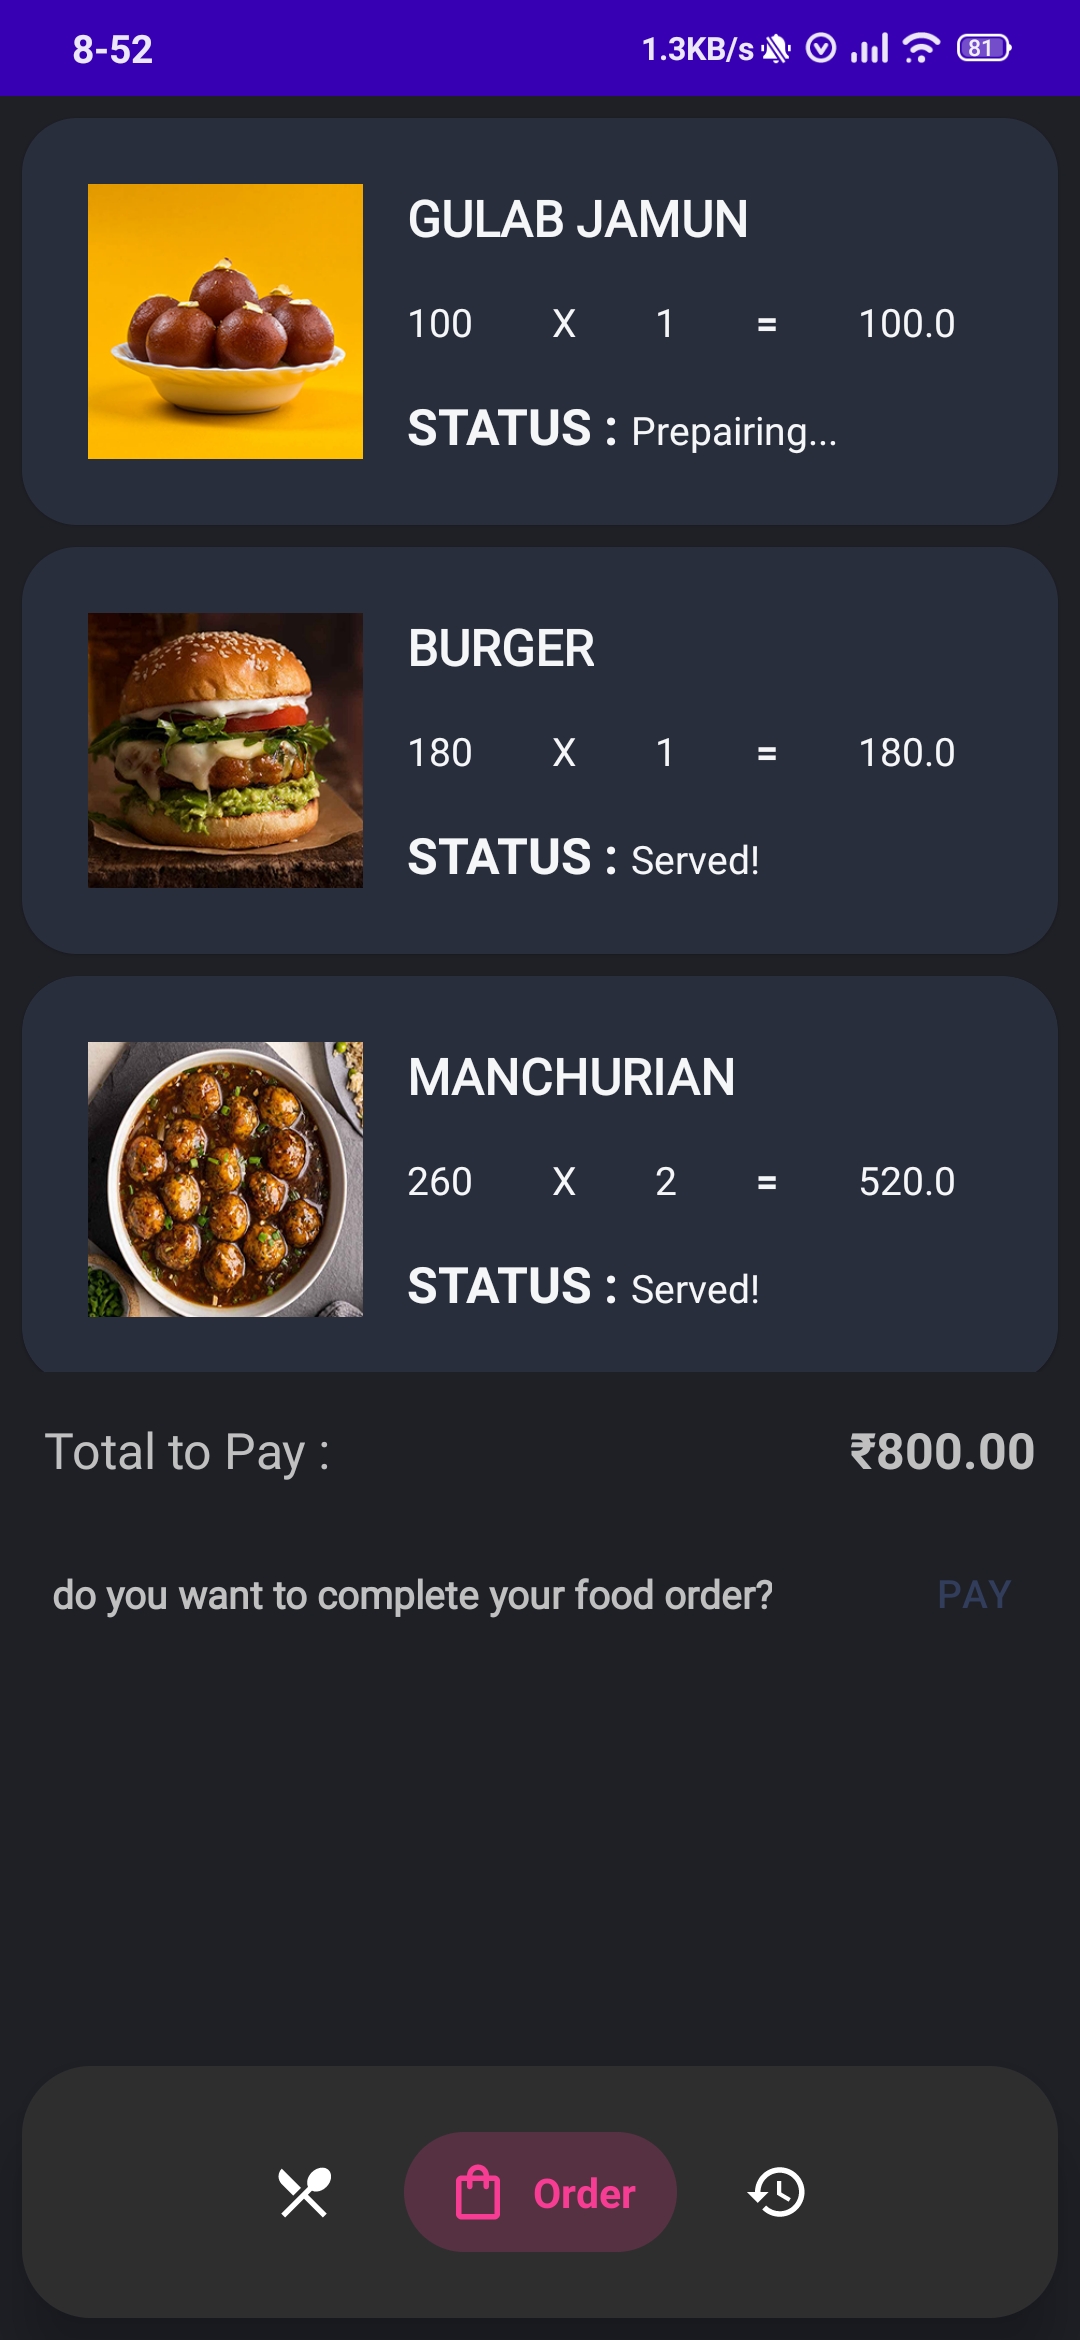 8-52 1.3KB/s 81
GULAB JAMUN
100 X 1 = 100.0
STATUS : Prepairing...
BURGER
180 X 1 = 180.0
STATUS : Served!
MANCHURIAN
260 X 2 = 520.0
STATUS : Served!
Total to Pay : ₹800.00
do you want to complete your food order? PAY
Order